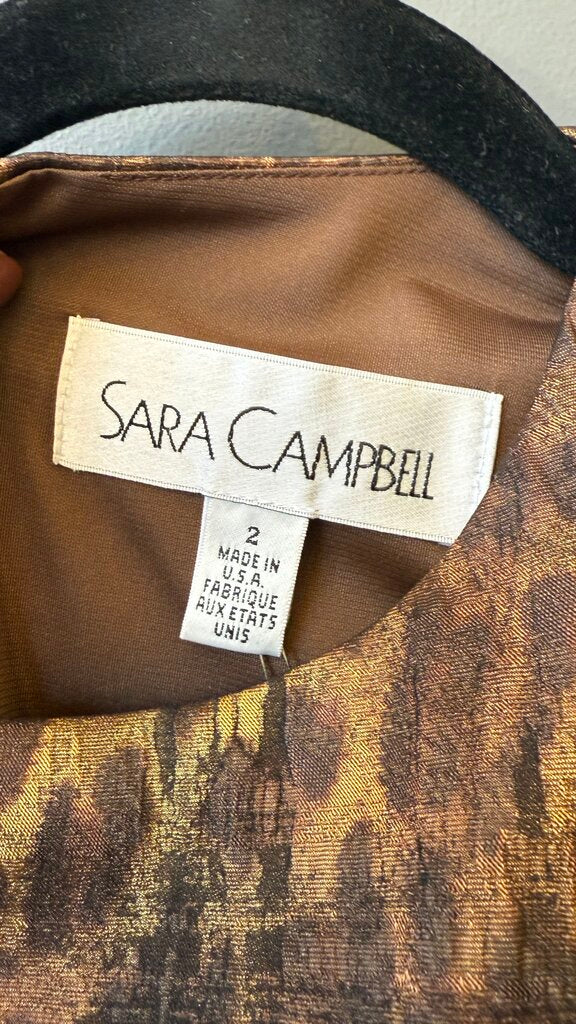 SARA CAMPBELL
2
MADE IN
U.S.A.
FABRIQUE
AUX ETATS
UNIS